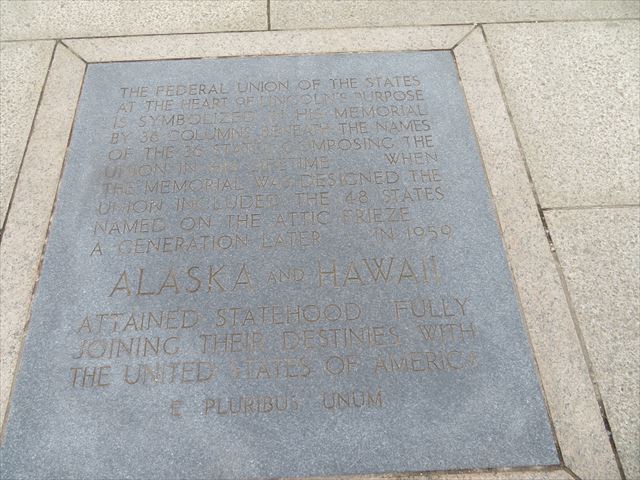 THE FEDERAL UNION OF THE STATES
AT THE HEART OF LINCOLN'S PURPOSE
IS SYMBOLIZED IN HIS MEMORIAL
BY 36 COLUMNS BENEATH THE NAMES
OF THE 36 STATES COMPOSING THE
UNION IN HIS LIFETIME WHEN
THE MEMORIAL WAS DESIGNED THE
UNION INCLUDED THE 48 STATES
NAMED ON THE ATTIC FRIEZE
A GENERATION LATER IN 1959
ALASKA AND HAWAII
ATTAINED STATEHOOD FULLY
JOINING THEIR DESTINIES WITH
THE UNITED STATES OF AMERICA
E PLURIBUS UNUM